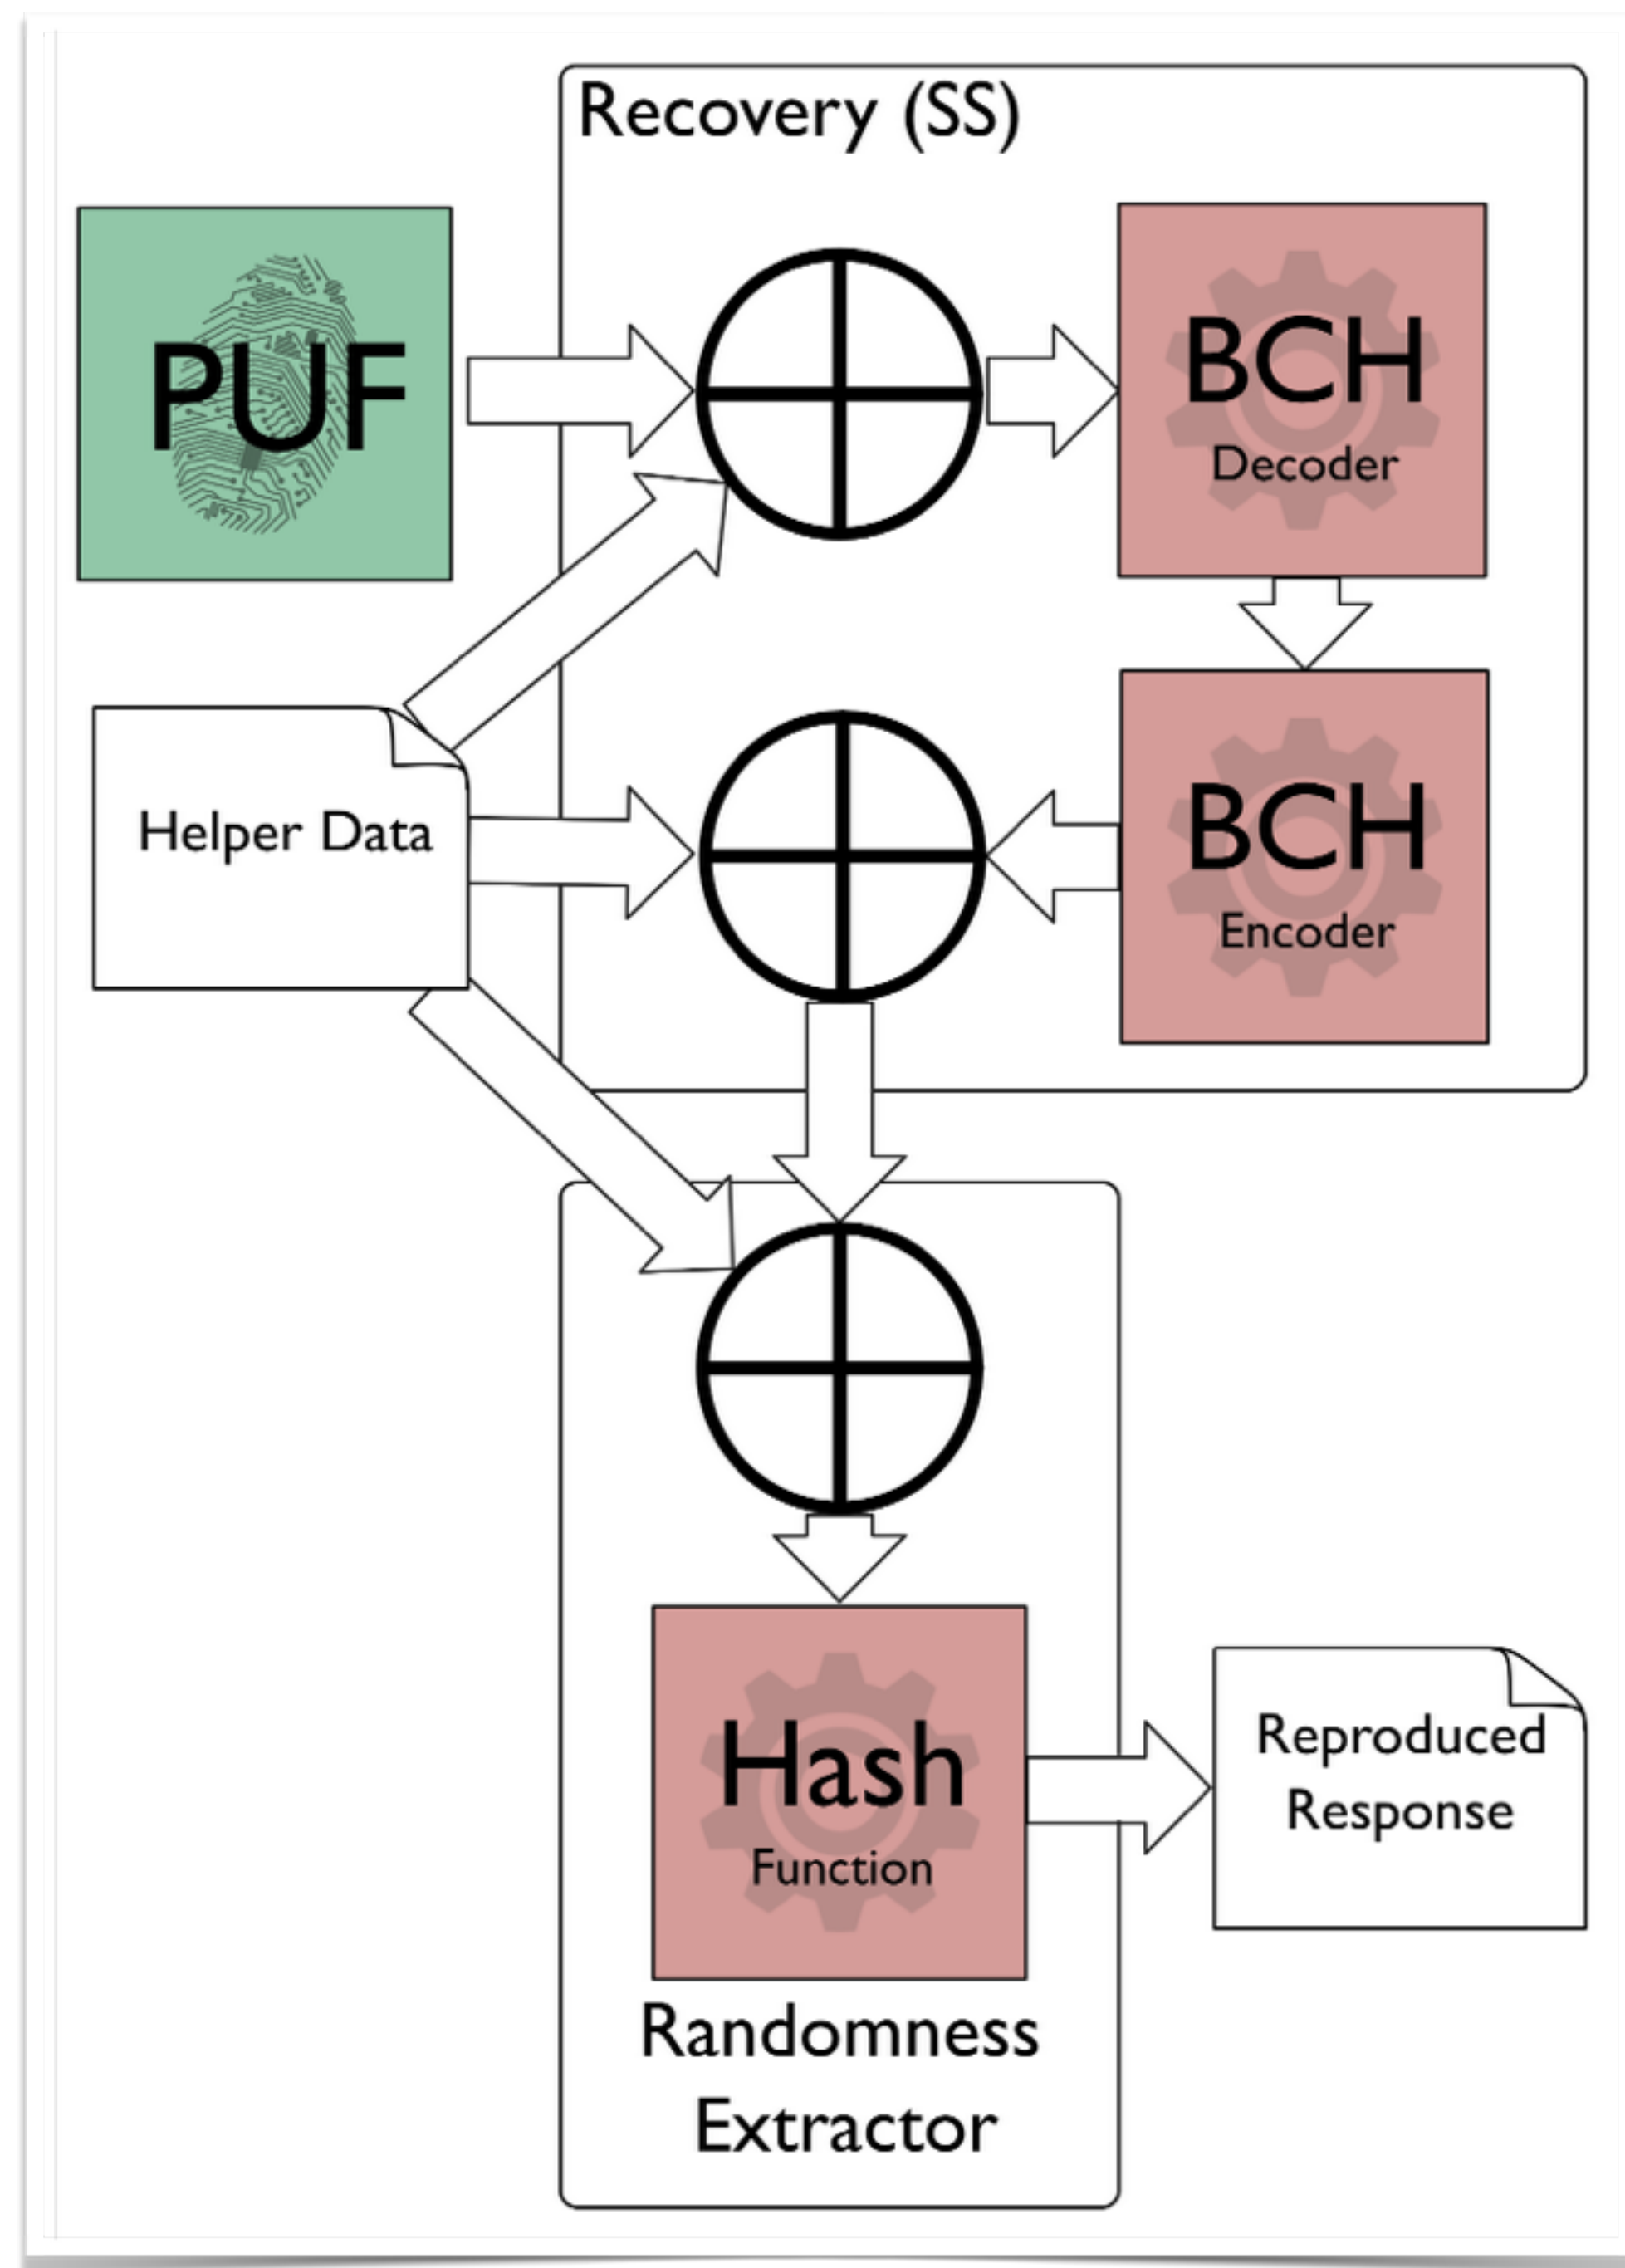 Recovery (SS)
PUF
BCH
Decoder
Helper Data
BCH
Encoder
Hash
Function
Reproduced
Response
Randomness
Extractor